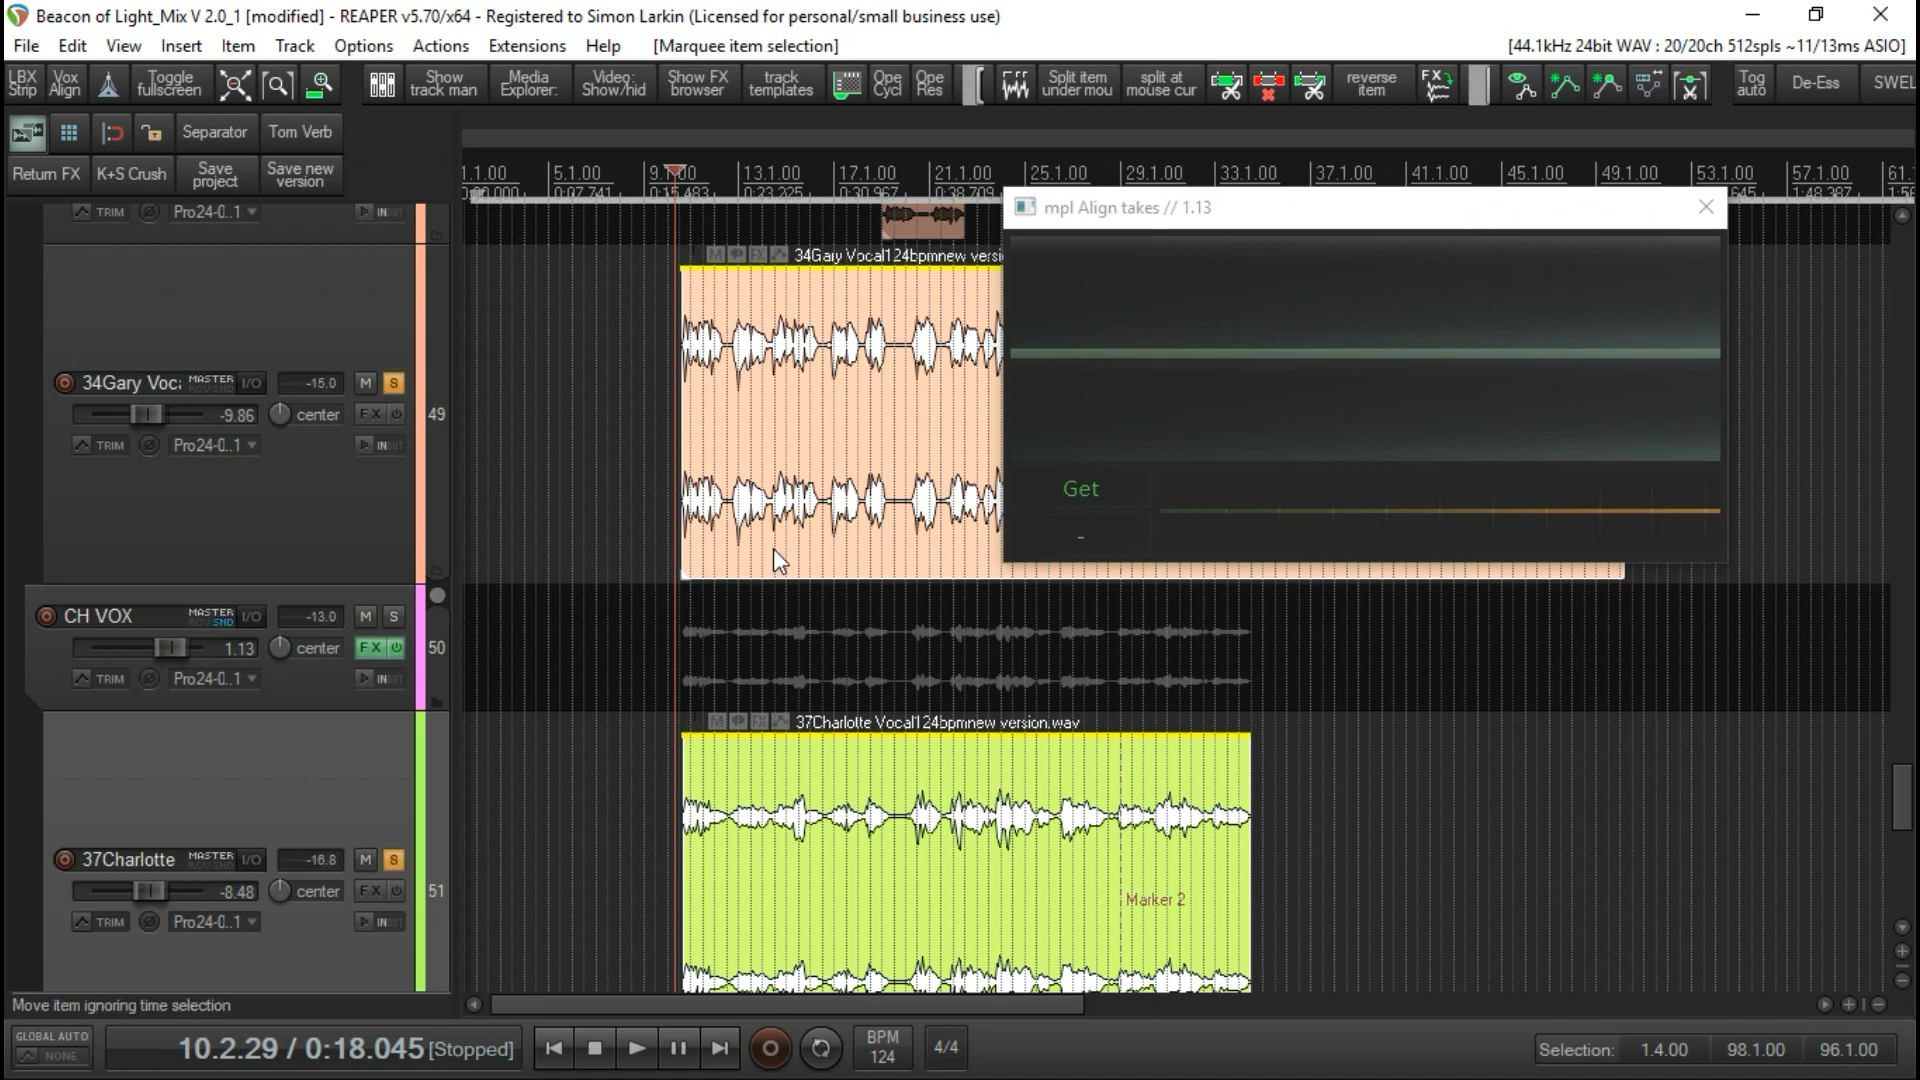 Beacon of Light_Mix V 2.0_1 [modified] - REAPER v5.70/x64 - Registered to Simon Larkin (Licensed for personal/small business use)
File Edit View Insert Item Track Options Actions Extensions Help [Marquee item selection] [44.1kHz 24bit WAV : 20/20ch 512spls ~11/13ms ASIO]
LBX Strip
Vox Align
Toggle fullscreen
Show track man
Media Explorer:
Video: Show/hid
Show FX browser
track templates
Ope Cycl
Ope Res
Split item under mou
split at mouse cur
reverse item
FX
Tog auto
De-Ess
SWEL
Separator
Tom Verb
Return FX
K+S Crush
Save project
Save new version
.1.00 5.1.00 9.1.00 13.1.00 17.1.00 21.1.00 25.1.00 29.1.00 33.1.00 37.1.00 41.1.00 45.1.00 49.1.00 53.1.00 57.1.00 61.
0:07.741 0:15.483 0:23.225 0:30.967 0:38.709 1:48.387
mpl Align takes // 1.13
TRIM Pro24-0..1 IN
M FX 34Gary Vocal124bpmnew versi
34Gary Voc: MASTER I/O -15.0 M S
RCV SND
-9.86 center FX 49
TRIM Pro24-0..1 IN
Get
-
CH VOX MASTER I/O -13.0 M S
RCV SND
1.13 center FX 50
TRIM Pro24-0..1 IN
M FX 37Charlotte Vocal124bpmnew version.wav
37Charlotte MASTER I/O -16.8 M S
RCV SND
-8.48 center FX 51
Marker 2
TRIM Pro24-0..1 IN
Move item ignoring time selection
GLOBAL AUTO
NONE
10.2.29 / 0:18.045 [Stopped]
BPM
124
4/4
Selection: 1.4.00 98.1.00 96.1.00